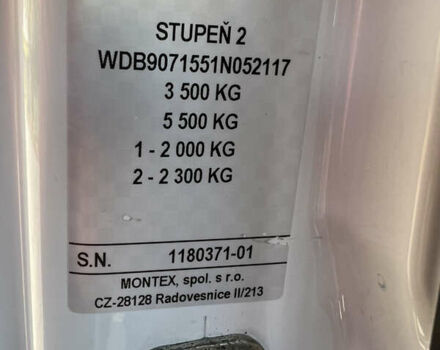 STUPEŇ 2
WDB9071551N052117
3 500 KG
5 500 KG
1 - 2 000 KG
2 - 2 300 KG
S.N. 1180371-01
MONTEX, spol. s r.o.
CZ-28128 Radovesnice II/213